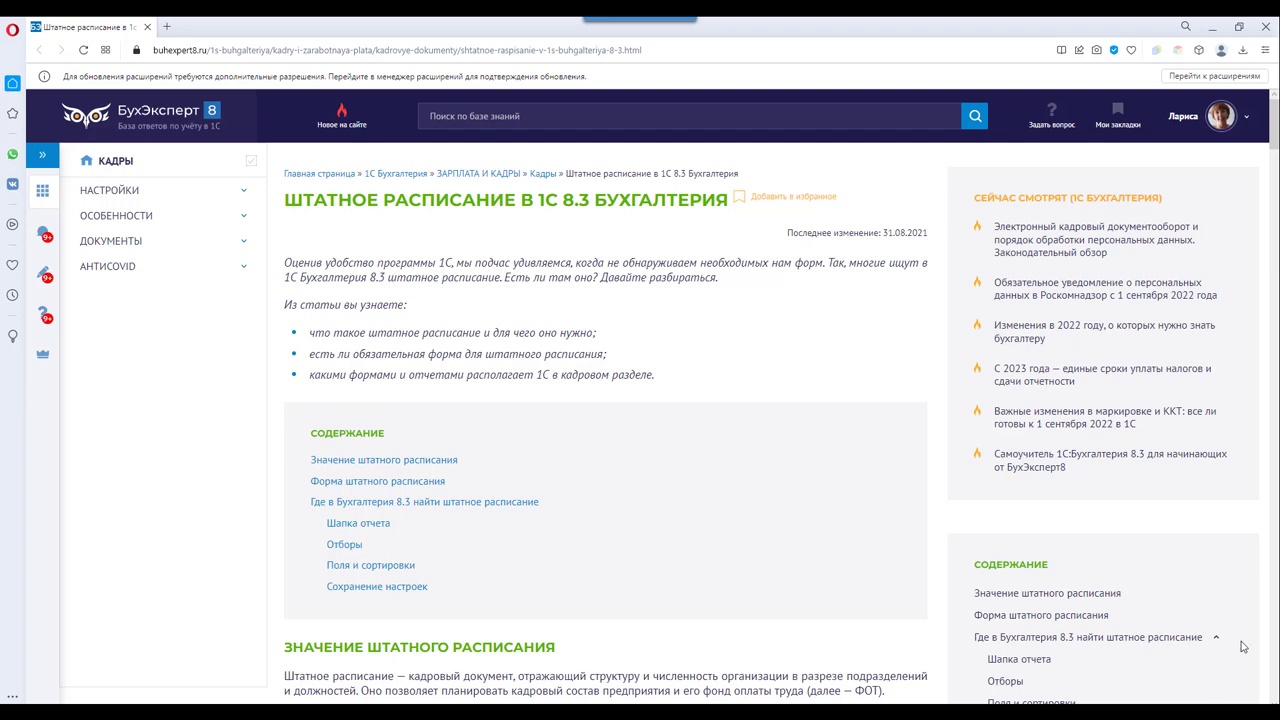 Штатное расписание в 1с
buhexpert8.ru/1s-buhgalteriya/kadry-i-zarabotnaya-plata/kadrovye-dokumenty/shtatnoe-raspisanie-v-1s-buhgalteriya-8-3.html
Для обновления расширений требуются дополнительные разрешения. Перейдите в менеджер расширений для подтверждения обновления.
Перейти к расширениям
БухЭксперт 8
База ответов по учёту в 1С
Новое на сайте
Поиск по базе знаний
Задать вопрос
Мои закладки
Лариса
КАДРЫ
НАСТРОЙКИ
ОСОБЕННОСТИ
ДОКУМЕНТЫ
АНТИCOVID
9+
9+
9+
Главная страница » 1С Бухгалтерия » ЗАРПЛАТА И КАДРЫ » Кадры » Штатное расписание в 1С 8.3 Бухгалтерия
ШТАТНОЕ РАСПИСАНИЕ В 1С 8.3 БУХГАЛТЕРИЯ
Добавить в избранное
Последнее изменение: 31.08.2021
Оценив удобство программы 1С, мы подчас удивляемся, когда не обнаруживаем необходимых нам форм. Так, многие ищут в
1С Бухгалтерия 8.3 штатное расписание. Есть ли там оно? Давайте разбираться.
Из статьи вы узнаете:
что такое штатное расписание и для чего оно нужно;
есть ли обязательная форма для штатного расписания;
какими формами и отчетами располагает 1С в кадровом разделе.
СОДЕРЖАНИЕ
Значение штатного расписания
Форма штатного расписания
Где в Бухгалтерия 8.3 найти штатное расписание
Шапка отчета
Отборы
Поля и сортировки
Сохранение настроек
ЗНАЧЕНИЕ ШТАТНОГО РАСПИСАНИЯ
Штатное расписание — кадровый документ, отражающий структуру и численность организации в разрезе подразделений
и должностей. Оно позволяет планировать кадровый состав предприятия и его фонд оплаты труда (далее — ФОТ).
СЕЙЧАС СМОТРЯТ (1С БУХГАЛТЕРИЯ)
Электронный кадровый документооборот и
порядок обработки персональных данных.
Законодательный обзор
Обязательное уведомление о персональных
данных в Роскомнадзор с 1 сентября 2022 года
Изменения в 2022 году, о которых нужно знать
бухгалтеру
С 2023 года — единые сроки уплаты налогов и
сдачи отчетности
Важные изменения в маркировке и ККТ: все ли
готовы к 1 сентября 2022 в 1С
Самоучитель 1С:Бухгалтерия 8.3 для начинающих
от БухЭксперт8
СОДЕРЖАНИЕ
Значение штатного расписания
Форма штатного расписания
Где в Бухгалтерия 8.3 найти штатное расписание
Шапка отчета
Отборы
Поля и сортировки